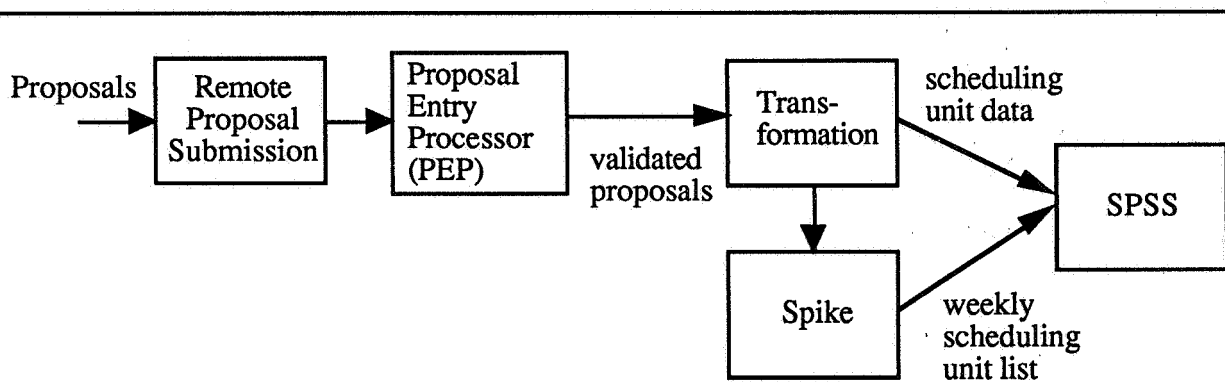 Proposals
Remote
Proposal
Submission
Proposal
Entry
Processor
(PEP)
validated
proposals
Trans-
formation
scheduling
unit data
Spike
weekly
scheduling
unit list
SPSS